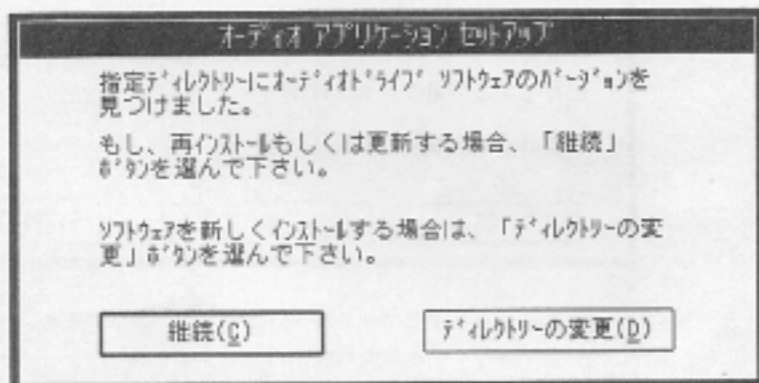 オーディオ アプリケーション セットアップ
指定ﾃﾞｨﾚｸﾄﾘｰにｵｰﾃﾞｨｵﾄﾞﾗｲﾌﾞ ｿﾌﾄｳｪｱのﾊﾞｰｼﾞｮﾝを
見つけました。
もし、再ｲﾝｽﾄｰﾙもしくは更新する場合、「継続」
ﾎﾞﾀﾝを選んで下さい。
ｿﾌﾄｳｪｱを新しくｲﾝｽﾄｰﾙする場合は、「ﾃﾞｨﾚｸﾄﾘｰの変
更」ﾎﾞﾀﾝを選んで下さい。
継続(C)
ﾃﾞｨﾚｸﾄﾘｰの変更(D)